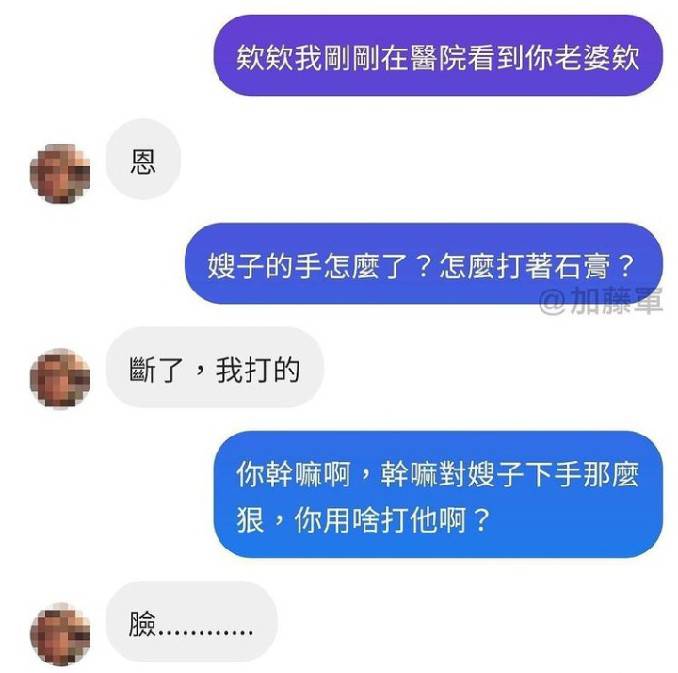 欸欸我剛剛在醫院看到你老婆欸
恩
嫂子的手怎麼了？怎麼打著石膏？
@加藤軍
斷了，我打的
你幹嘛啊，幹嘛對嫂子下手那麼
狠，你用啥打他啊？
臉............